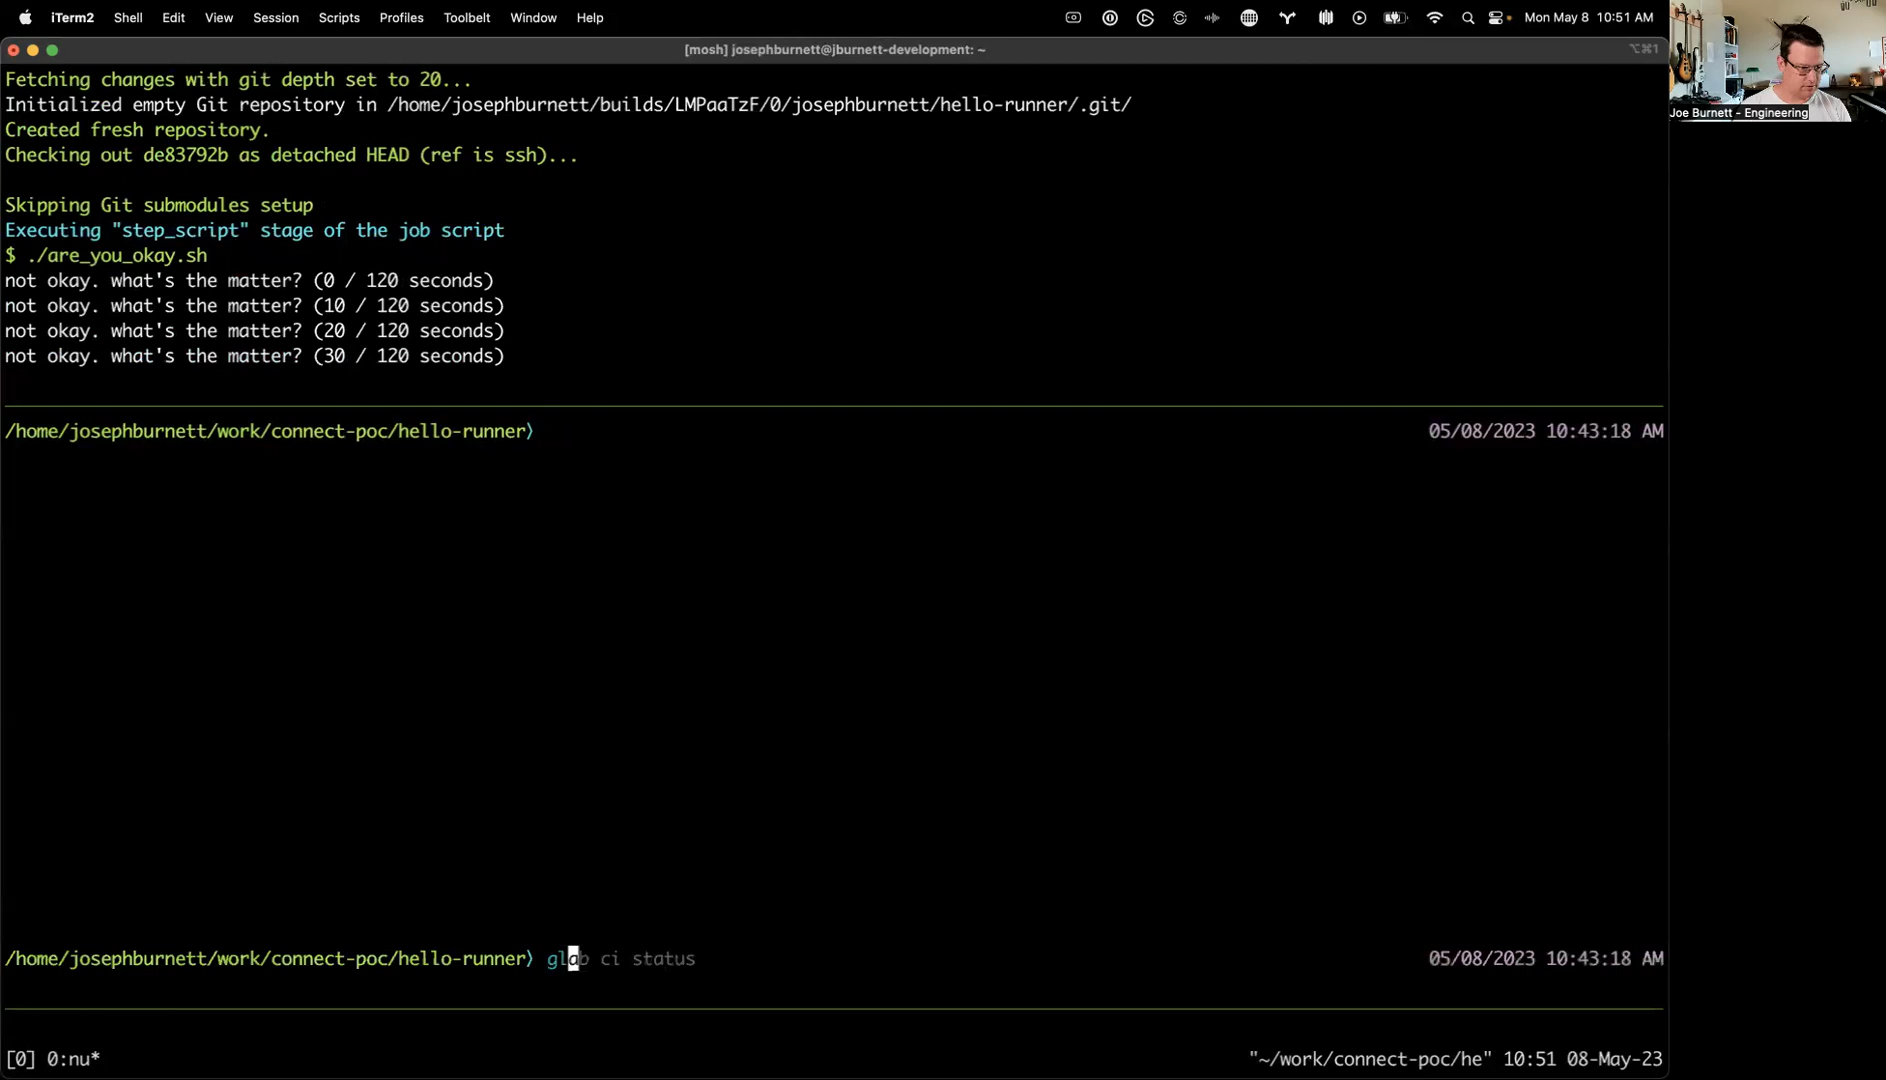 iTerm2 Shell Edit View Session Scripts Profiles Toolbelt Window Help Mon May 8 10:51 AM
[mosh] josephburnett@jburnett-development: ~ ⌥⌘1
Fetching changes with git depth set to 20...
Initialized empty Git repository in /home/josephburnett/builds/LMPaaTzF/0/josephburnett/hello-runner/.git/
Created fresh repository.
Joe Burnett - Engineering
Checking out de83792b as detached HEAD (ref is ssh)...
Skipping Git submodules setup
Executing "step_script" stage of the job script
$ ./are_you_okay.sh
not okay. what's the matter? (0 / 120 seconds)
not okay. what's the matter? (10 / 120 seconds)
not okay. what's the matter? (20 / 120 seconds)
not okay. what's the matter? (30 / 120 seconds)
/home/josephburnett/work/connect-poc/hello-runner⟩ 05/08/2023 10:43:18 AM
/home/josephburnett/work/connect-poc/hello-runner⟩ glab ci status 05/08/2023 10:43:18 AM
[0] 0:nu* "~/work/connect-poc/he" 10:51 08-May-23